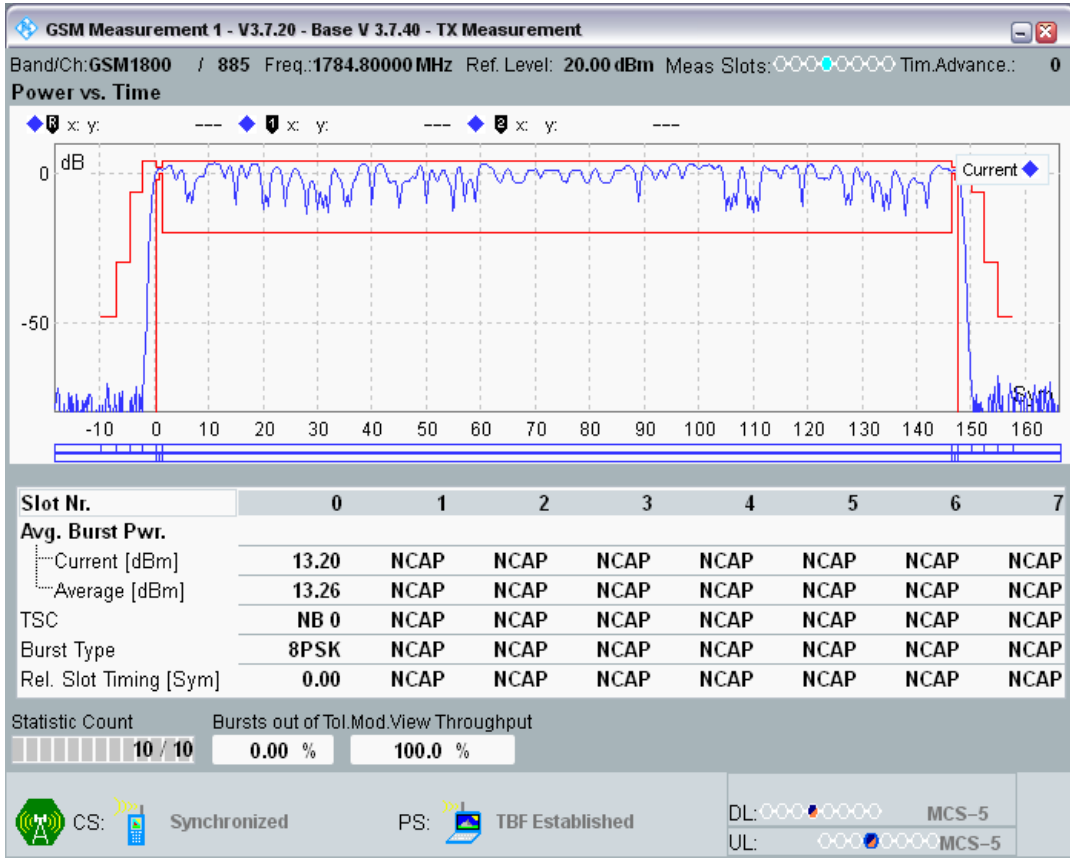 GSM Measurement 1 - V3.7.20 - Base V 3.7.40 - TX Measurement
Band/Ch:GSM1800 / 885 Freq.:1784.80000 MHz Ref. Level: 20.00 dBm Meas Slots: Tim.Advance.: 0
Power vs. Time
R x: y: --- 1 x: y: --- 2 x: y: ---
dB
Current
0
-50
Sym
-10 0 10 20 30 40 50 60 70 80 90 100 110 120 130 140 150 160
Slot Nr. 0 1 2 3 4 5 6 7
Avg. Burst Pwr.
Current [dBm] 13.20 NCAP NCAP NCAP NCAP NCAP NCAP NCAP
Average [dBm] 13.26 NCAP NCAP NCAP NCAP NCAP NCAP NCAP
TSC NB 0 NCAP NCAP NCAP NCAP NCAP NCAP NCAP
Burst Type 8PSK NCAP NCAP NCAP NCAP NCAP NCAP NCAP
Rel. Slot Timing [Sym] 0.00 NCAP NCAP NCAP NCAP NCAP NCAP NCAP
Statistic Count Bursts out of Tol. Mod.View Throughput
10 / 10 0.00 % 100.0 %
CS: Synchronized PS: TBF Established DL: MCS-5
UL: MCS-5